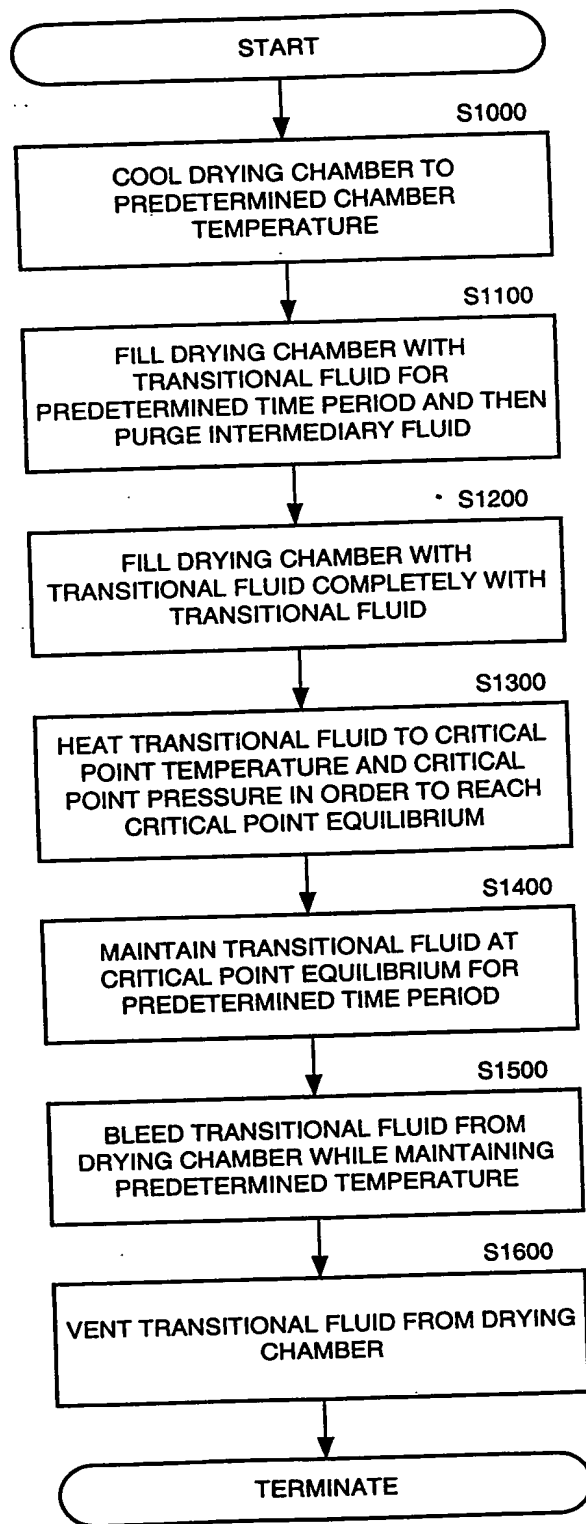 START
S1000
COOL DRYING CHAMBER TO
PREDETERMINED CHAMBER
TEMPERATURE
S1100
FILL DRYING CHAMBER WITH
TRANSITIONAL FLUID FOR
PREDETERMINED TIME PERIOD AND THEN
PURGE INTERMEDIARY FLUID
S1200
FILL DRYING CHAMBER WITH
TRANSITIONAL FLUID COMPLETELY WITH
TRANSITIONAL FLUID
S1300
HEAT TRANSITIONAL FLUID TO CRITICAL
POINT TEMPERATURE AND CRITICAL
POINT PRESSURE IN ORDER TO REACH
CRITICAL POINT EQUILIBRIUM
S1400
MAINTAIN TRANSITIONAL FLUID AT
CRITICAL POINT EQUILIBRIUM FOR
PREDETERMINED TIME PERIOD
S1500
BLEED TRANSITIONAL FLUID FROM
DRYING CHAMBER WHILE MAINTAINING
PREDETERMINED TEMPERATURE
S1600
VENT TRANSITIONAL FLUID FROM DRYING
CHAMBER
TERMINATE